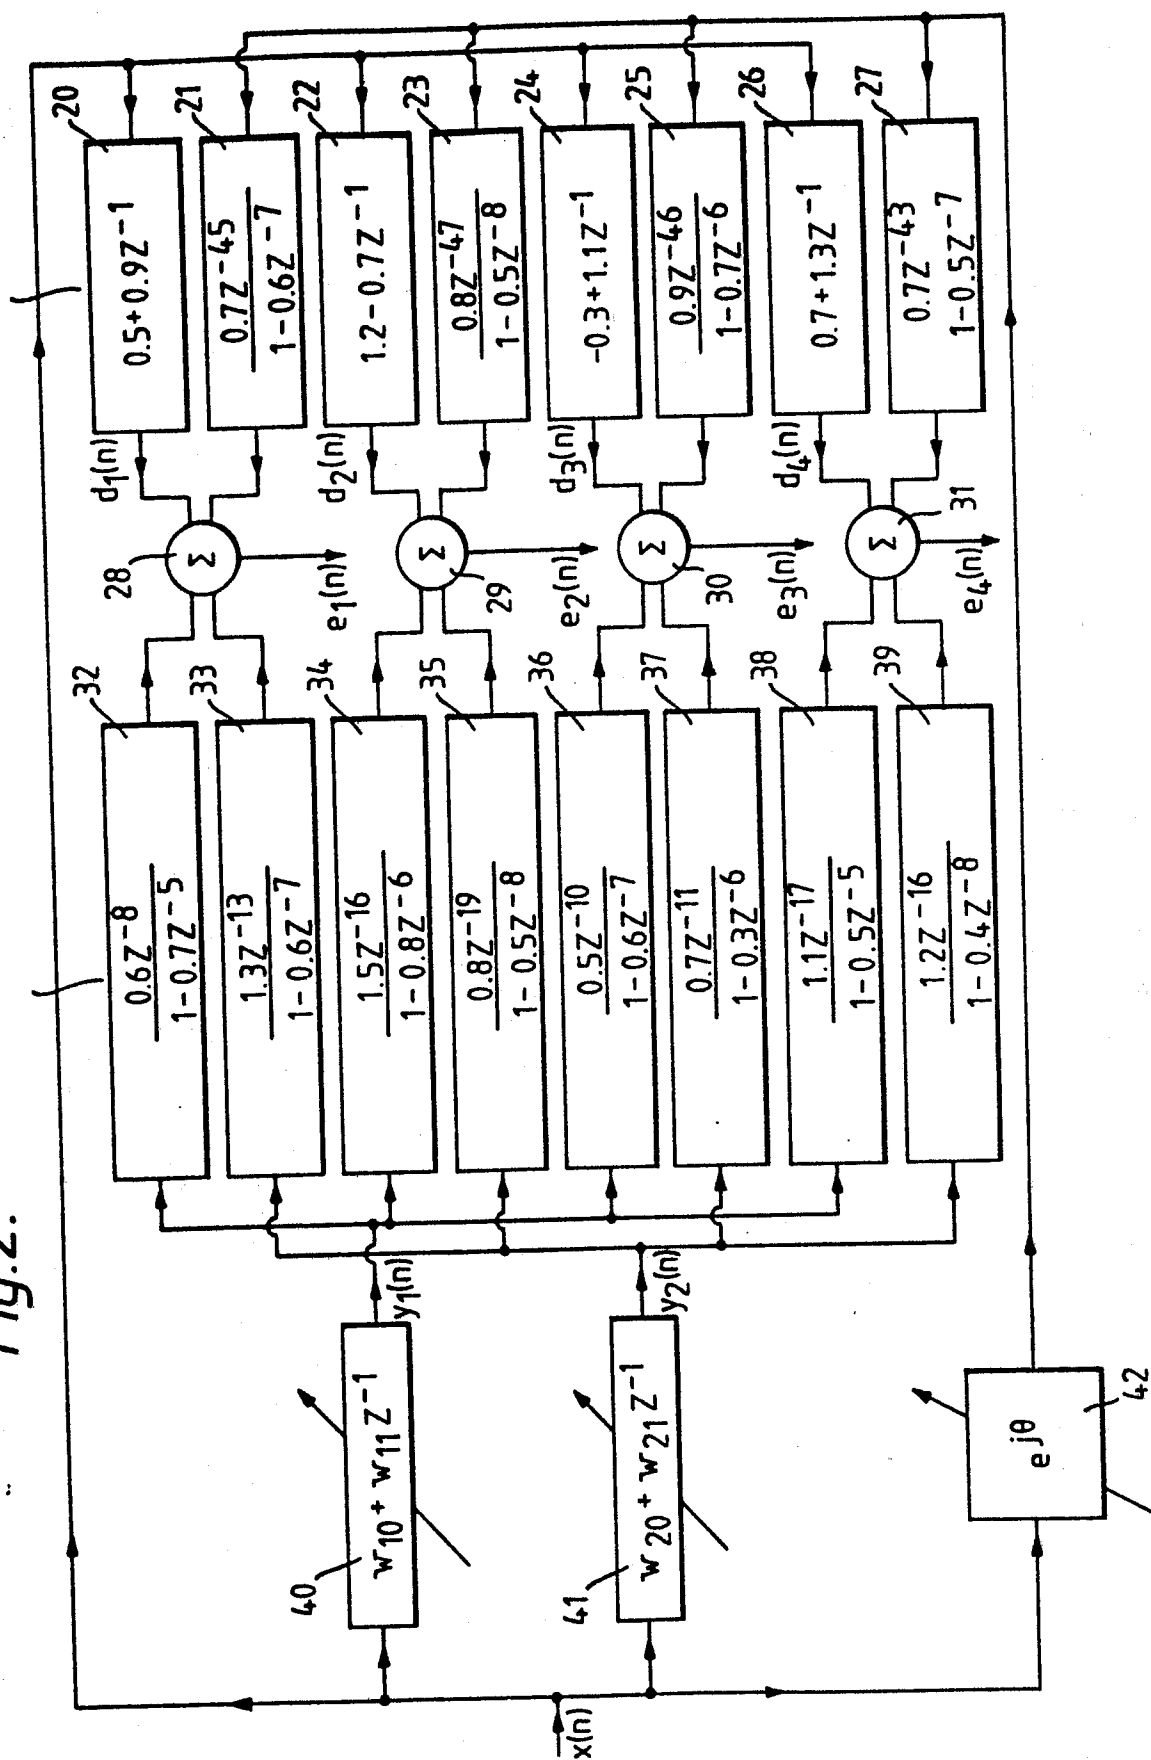 Fig.2.
x(n)
40
w10 + w11Z^-1
y1(n)
41
w20 + w21Z^-1
y2(n)
e^jθ
42
32
0.6Z^-8
1-0.7Z^-5
33
1.3Z^-13
1-0.6Z^-7
34
1.5Z^-16
1-0.8Z^-6
35
0.8Z^-19
1-0.5Z^-8
36
0.5Z^-10
1-0.6Z^-7
37
0.7Z^-11
1-0.3Z^-6
38
1.1Z^-17
1-0.5Z^-5
39
1.2Z^-16
1-0.4Z^-8
28
Σ
e1(n)
29
Σ
e2(n)
30
Σ
e3(n)
31
Σ
e4(n)
d1(n)
20
0.5+0.9Z^-1
21
0.7Z^-45
1-0.6Z^-7
d2(n)
22
1.2-0.7Z^-1
23
0.8Z^-47
1-0.5Z^-8
d3(n)
24
-0.3+1.1Z^-1
25
0.9Z^-46
1-0.7Z^-6
d4(n)
26
0.7+1.3Z^-1
27
0.7Z^-43
1-0.5Z^-7